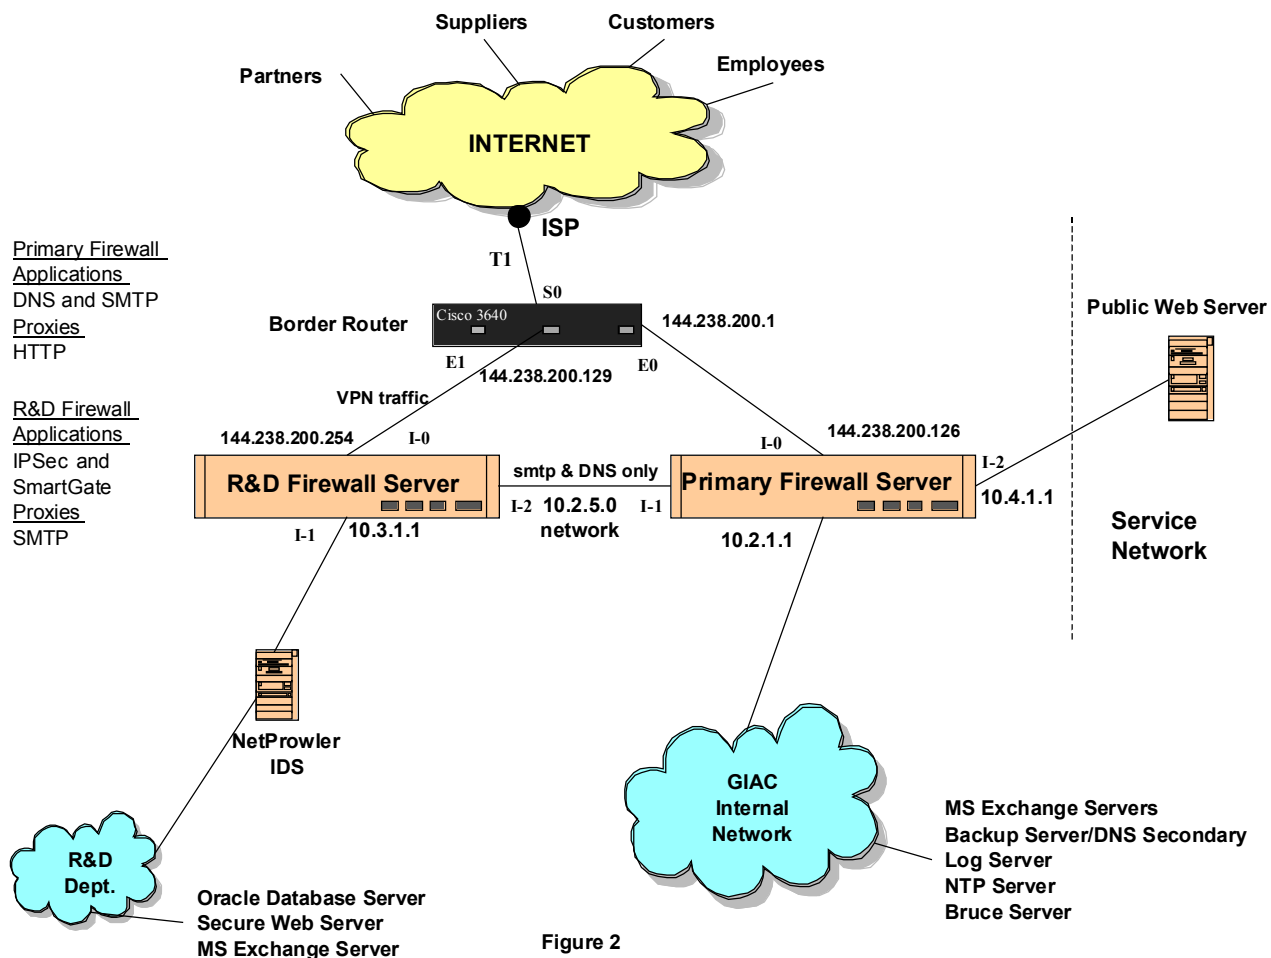 Suppliers
Customers
Partners
Employees
INTERNET
ISP
T1
S0
Primary Firewall
Applications
DNS and SMTP
Proxies
HTTP
Border Router
Cisco 3640
144.238.200.1
E1
E0
144.238.200.129
VPN traffic
Public Web Server
R&D Firewall
Applications
IPSec and
SmartGate
Proxies
SMTP
144.238.200.254
I-0
I-0
144.238.200.126
I-2
R&D Firewall Server
smtp & DNS only
Primary Firewall Server
I-2
10.2.5.0
network
I-1
10.4.1.1
I-1
10.3.1.1
10.2.1.1
Service
Network
NetProwler
IDS
GIAC
Internal
Network
MS Exchange Servers
Backup Server/DNS Secondary
Log Server
NTP Server
Bruce Server
R&D
Dept.
Oracle Database Server
Secure Web Server
MS Exchange Server
Figure 2